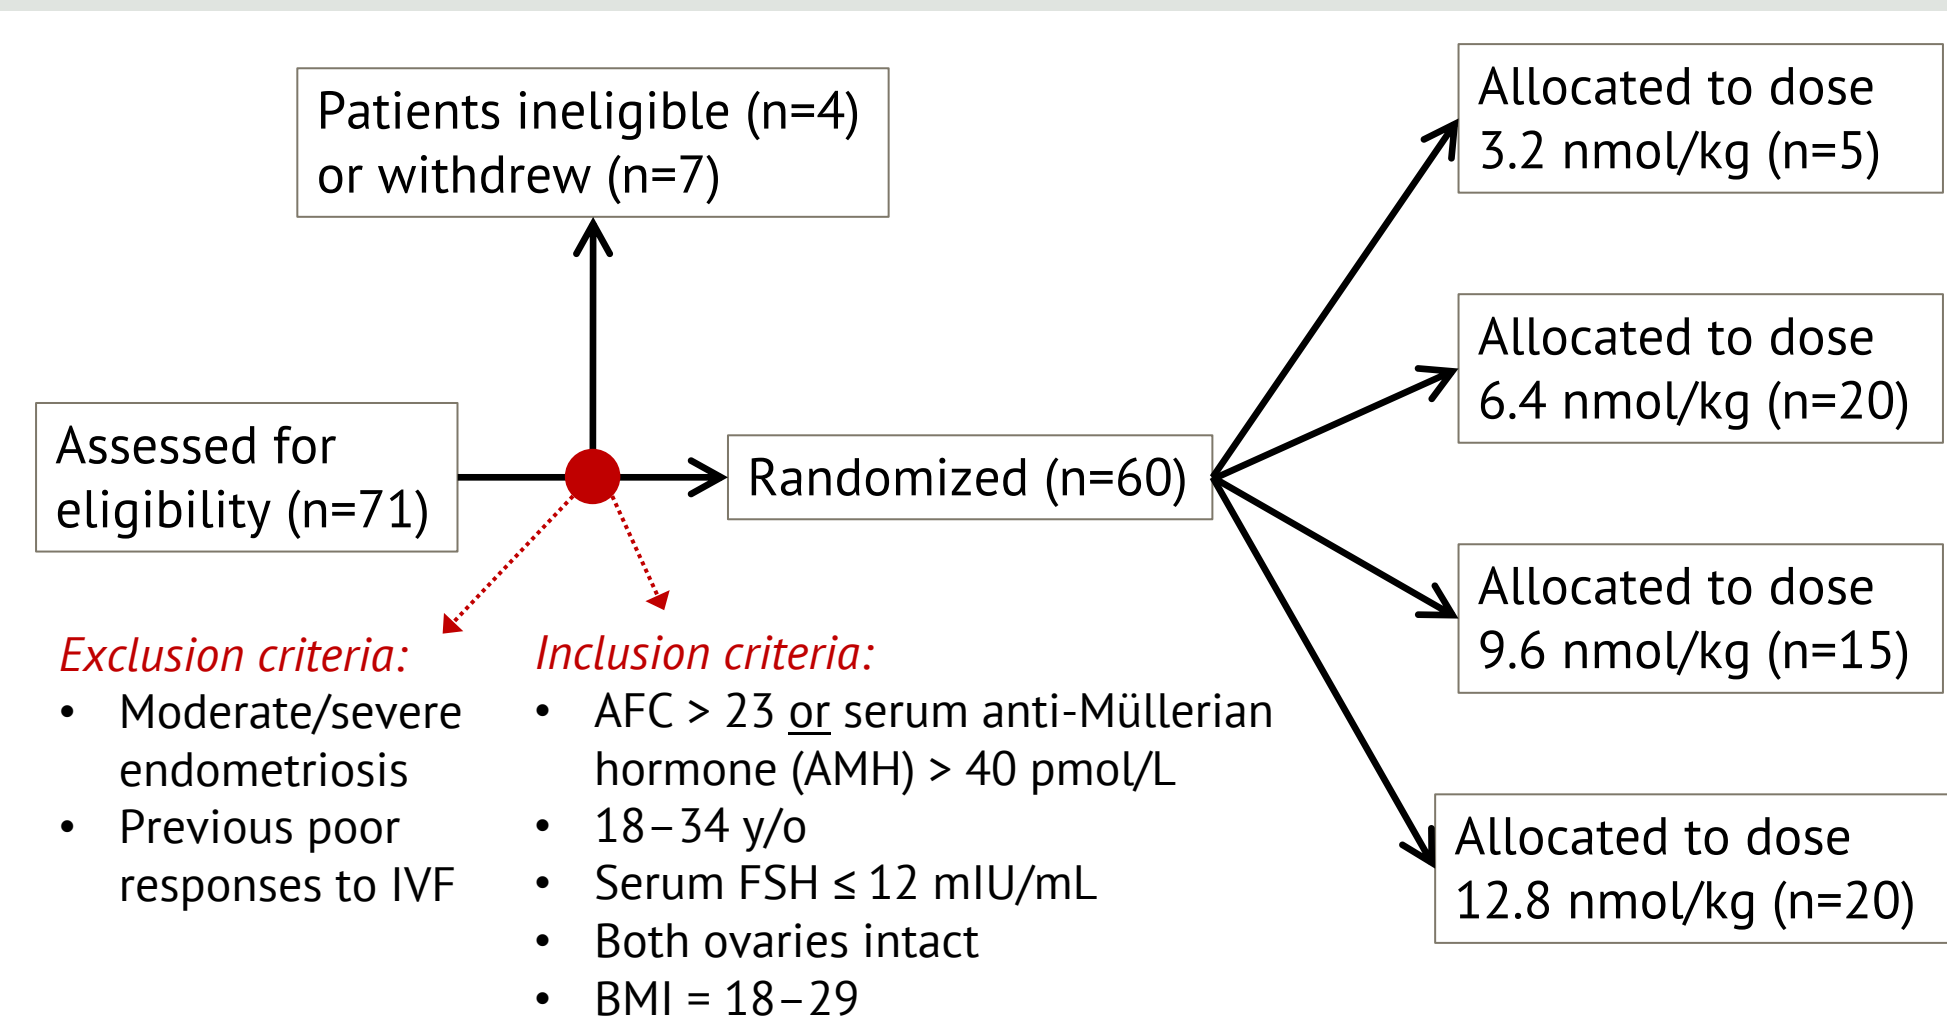 Patients ineligible (n=4)
or withdrew (n=7)
Assessed for
eligibility (n=71)
Randomized (n=60)
Allocated to dose
3.2 nmol/kg (n=5)
Allocated to dose
6.4 nmol/kg (n=20)
Allocated to dose
9.6 nmol/kg (n=15)
Allocated to dose
12.8 nmol/kg (n=20)
Exclusion criteria:
• Moderate/severe
endometriosis
• Previous poor
responses to IVF
Inclusion criteria:
• AFC > 23 or serum anti-Müllerian
hormone (AMH) > 40 pmol/L
• 18–34 y/o
• Serum FSH ≤ 12 mIU/mL
• Both ovaries intact
• BMI = 18–29